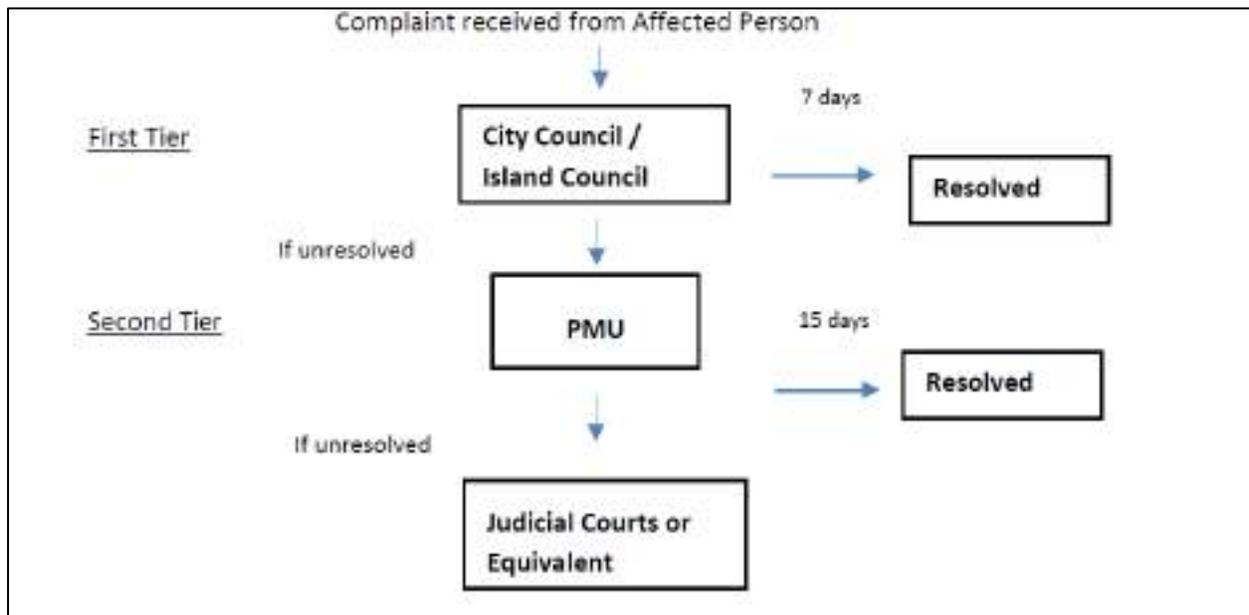 Complaint received from Affected Person
7 days
First Tier
City Council /
Island Council
Resolved
If unresolved
Second Tier
PMU
15 days
Resolved
If unresolved
Judicial Courts or
Equivalent